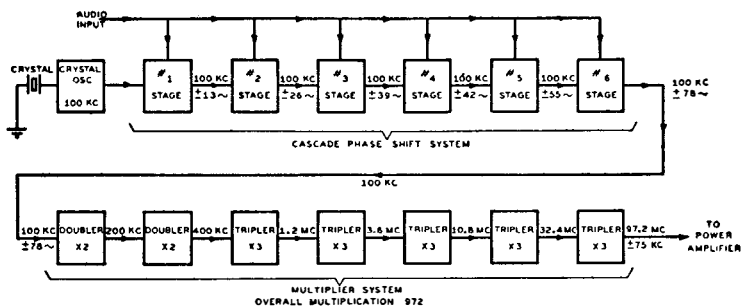 AUDIO
INPUT
CRYSTAL
CRYSTAL
OSC
100 KC
#1
STAGE
100 KC
±13~
#2
STAGE
100 KC
±26~
#3
STAGE
100 KC
±39~
#4
STAGE
100 KC
±42~
#5
STAGE
100 KC
±55~
#6
STAGE
100 KC
±78~
CASCADE PHASE SHIFT SYSTEM
100 KC
100 KC
±78~
DOUBLER
X2
200 KC
DOUBLER
X2
400 KC
TRIPLER
X3
1.2 MC
TRIPLER
X3
3.6 MC
TRIPLER
X3
10.8 MC
TRIPLER
X3
32.4 MC
TRIPLER
X3
97.2 MC
±75 KC
TO
POWER
AMPLIFIER
MULTIPLIER SYSTEM
OVERALL MULTIPLICATION 972